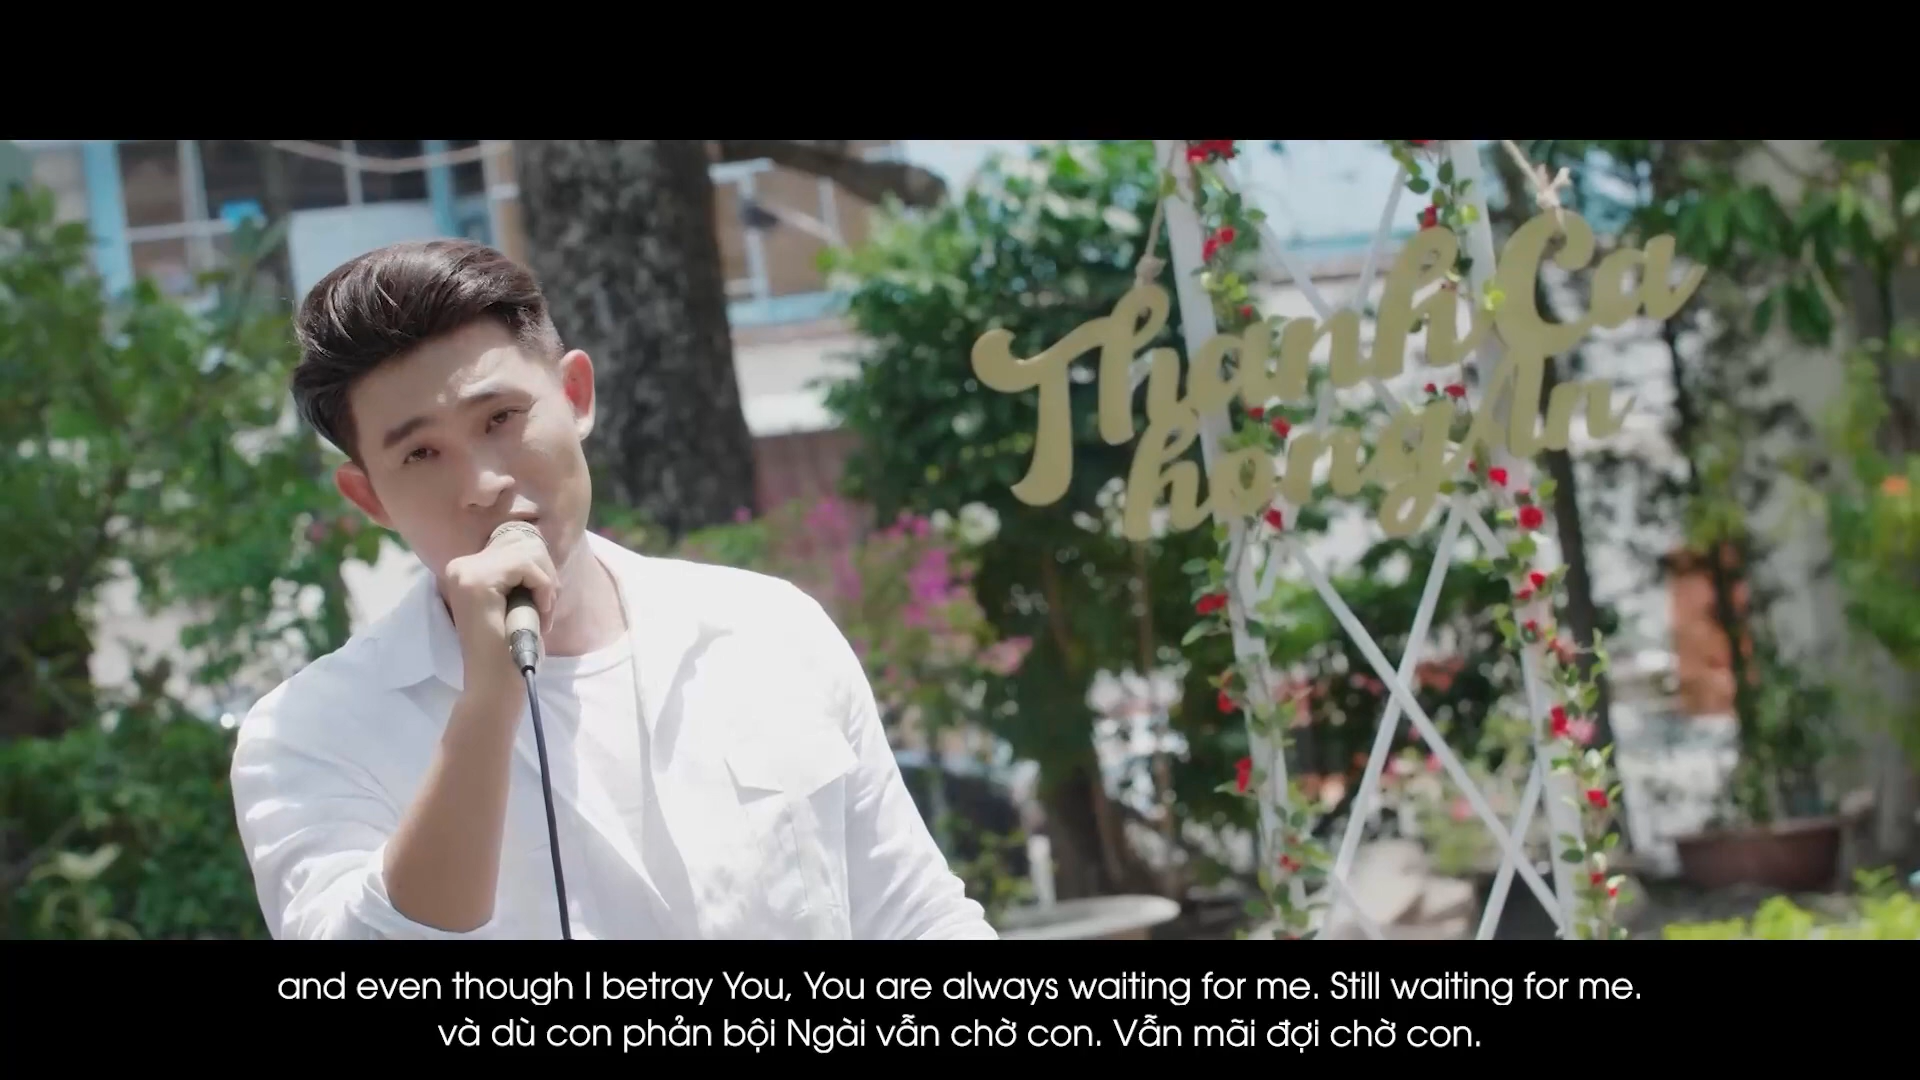 Thanh Ca
hồng Ân
and even though I betray You, You are always waiting for me. Still waiting for me.
và dù con phản bội Ngài vẫn chờ con. Vẫn mãi đợi chờ con.